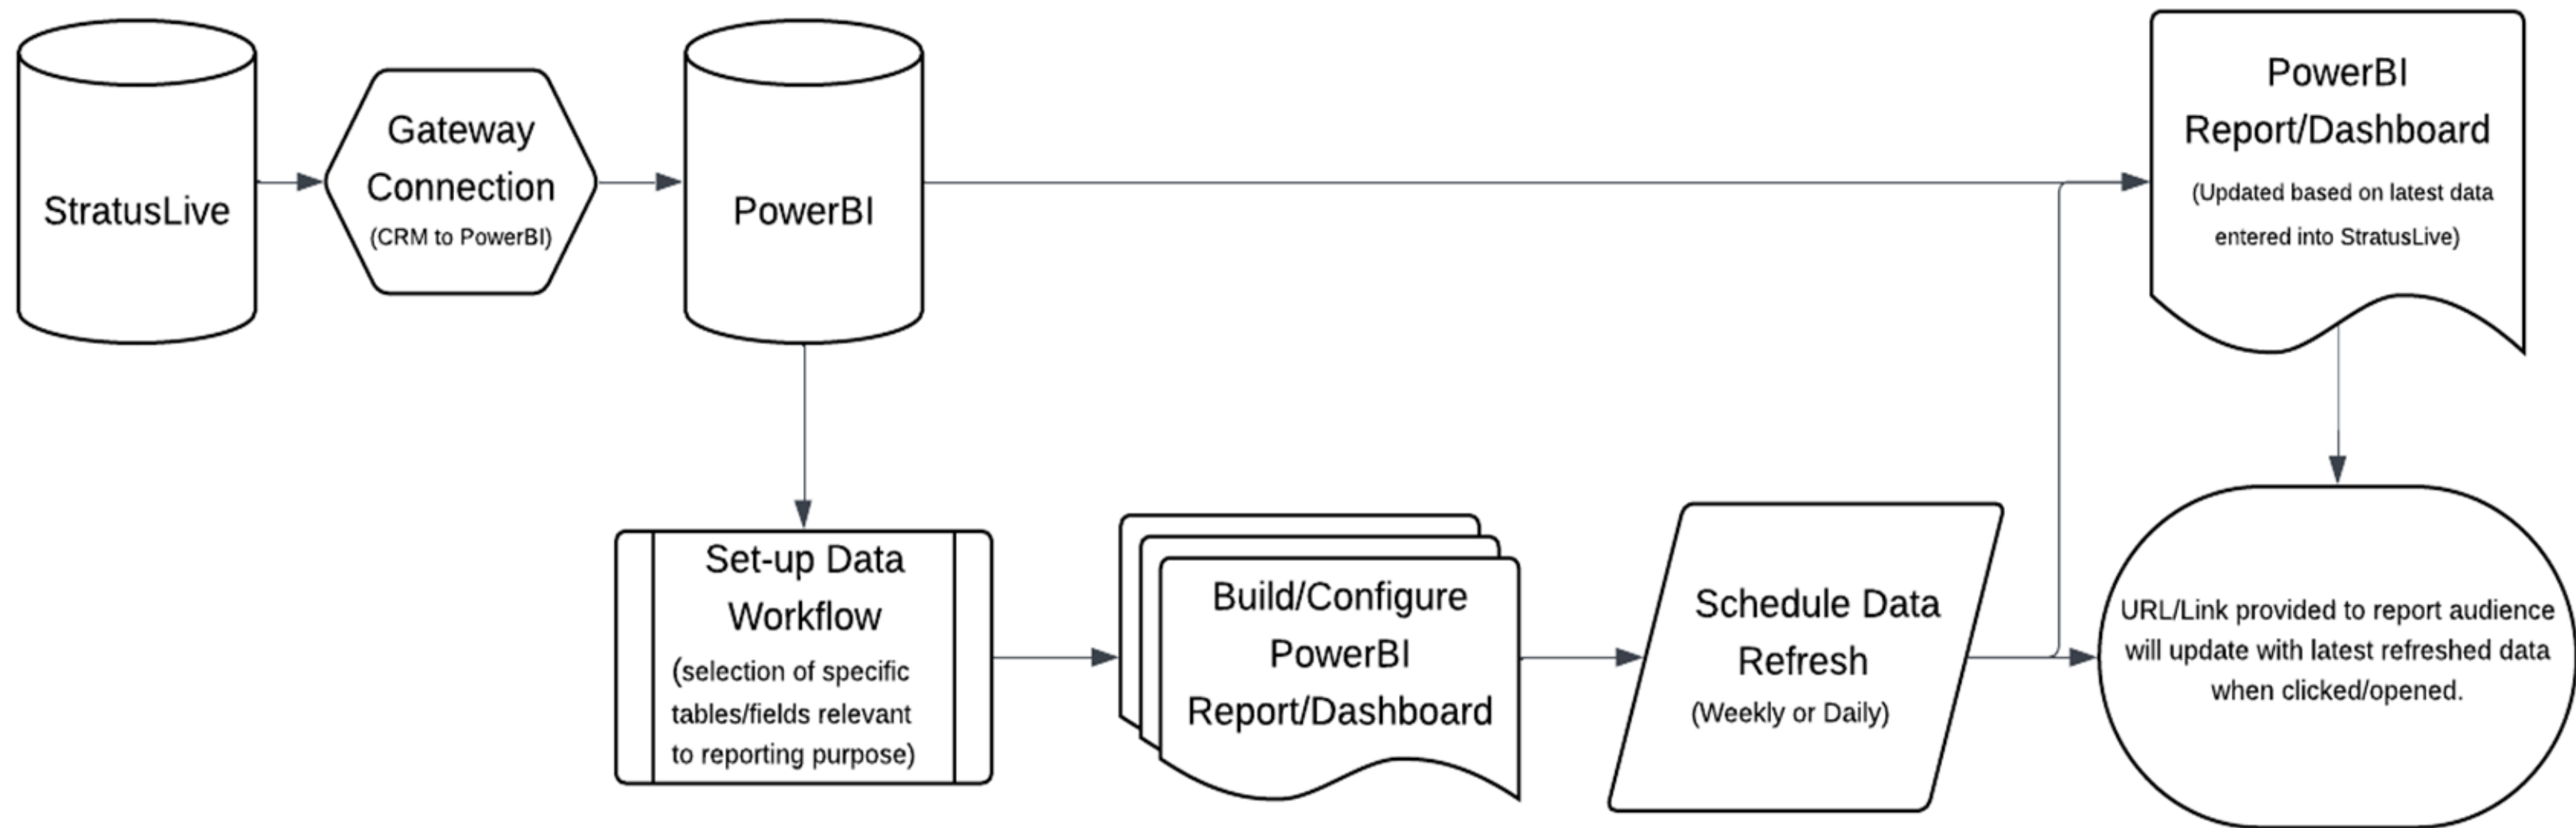 StratusLive
Gateway
Connection
(CRM to PowerBI)
PowerBI
PowerBI
Report/Dashboard
(Updated based on latest data
entered into StratusLive)
Set-up Data
Workflow
(selection of specific
tables/fields relevant
to reporting purpose)
Build/Configure
PowerBI
Report/Dashboard
Schedule Data
Refresh
(Weekly or Daily)
URL/Link provided to report audience
will update with latest refreshed data
when clicked/opened.